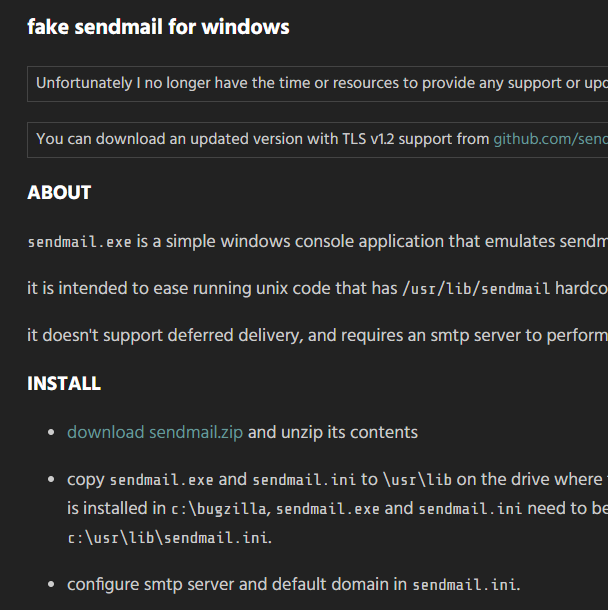 fake sendmail for windows
Unfortunately I no longer have the time or resources to provide any support or
You can download an updated version with TLS v1.2 support from github.com/
ABOUT
sendmail.exe is a simple windows console application that emulates
it is intended to ease running unix code that has /usr/lib/sendmail
it doesn't support deferred delivery, and requires an smtp server to perform
INSTALL
• download sendmail.zip and unzip its contents
• copy sendmail.exe and sendmail.ini to \usr\lib on the drive where
is installed in c:\bugzilla, sendmail.exe and sendmail.ini need to be
c:\usr\lib\sendmail.ini.
• configure smtp server and default domain in sendmail.ini.